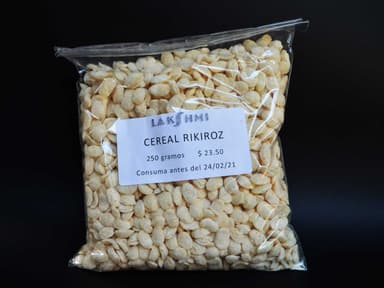 LAKSHMI
CEREAL RIKIROZ
250 gramos $ 23.50
Consuma antes del 24/02/21